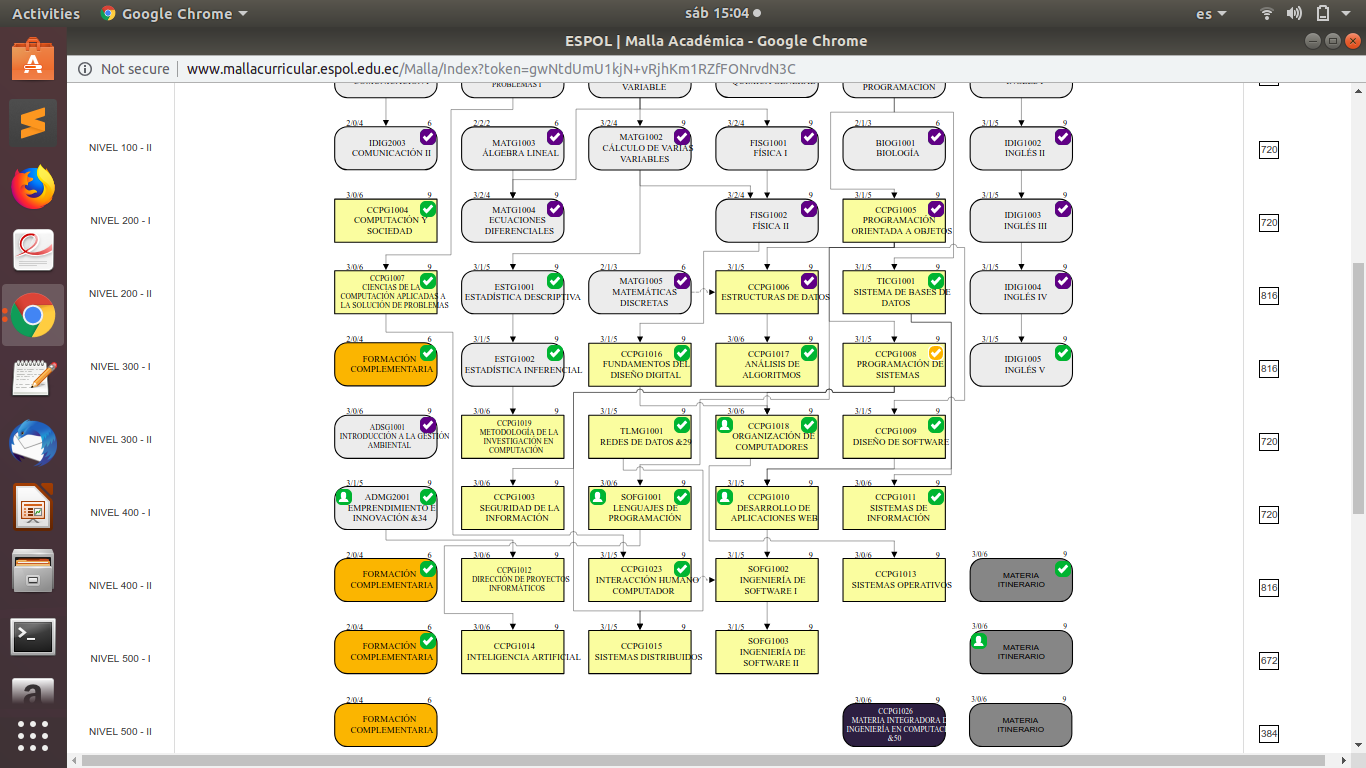 Activities
Google Chrome
sáb 15:04
es
ESPOL | Malla Académica - Google Chrome
Not secure
www.mallacurricular.espol.edu.ec/Malla/Index?token=gwNtdUmU1kjN+vRjhKm1RZfFONrvdN3C
PROBLEMAS I
VARIABLE
PROGRAMACIÓN
NIVEL 100 - II
2/0/4 6
IDIG2003
COMUNICACIÓN II
2/2/2 6
MATG1003
ÁLGEBRA LINEAL
3/2/4 9
MATG1002
CÁLCULO DE VARIAS
VARIABLES
3/2/4 9
FISG1001
FÍSICA I
2/1/3 6
BIOG1001
BIOLOGÍA
3/1/5 9
IDIG1002
INGLÉS II
720
NIVEL 200 - I
3/0/6 9
CCPG1004
COMPUTACIÓN Y
SOCIEDAD
3/2/4 9
MATG1004
ECUACIONES
DIFERENCIALES
3/2/4 9
FISG1002
FÍSICA II
3/1/5 9
CCPG1005
PROGRAMACIÓN
ORIENTADA A OBJETOS
3/1/5 9
IDIG1003
INGLÉS III
720
NIVEL 200 - II
3/0/6 9
CCPG1007
CIENCIAS DE LA
COMPUTACIÓN APLICADAS A
LA SOLUCIÓN DE PROBLEMAS
3/1/5 9
ESTG1001
ESTADÍSTICA DESCRIPTIVA
2/1/3 6
MATG1005
MATEMÁTICAS
DISCRETAS
3/1/5 9
CCPG1006
ESTRUCTURAS DE DATOS
3/1/5 9
TICG1001
SISTEMA DE BASES DE
DATOS
3/1/5 9
IDIG1004
INGLÉS IV
816
NIVEL 300 - I
2/0/4 6
FORMACIÓN
COMPLEMENTARIA
3/1/5 9
ESTG1002
ESTADÍSTICA INFERENCIAL
3/1/5 9
CCPG1016
FUNDAMENTOS DEL
DISEÑO DIGITAL
3/0/6 9
CCPG1017
ANÁLISIS DE
ALGORITMOS
3/1/5 9
CCPG1008
PROGRAMACIÓN DE
SISTEMAS
3/1/5 9
IDIG1005
INGLÉS V
816
NIVEL 300 - II
3/0/6 9
ADSG1001
INTRODUCCIÓN A LA GESTIÓN
AMBIENTAL
3/0/6 9
CCPG1019
METODOLOGÍA DE LA
INVESTIGACIÓN EN
COMPUTACIÓN
3/1/5 9
TLMG1001
REDES DE DATOS &29
3/0/6 9
CCPG1018
ORGANIZACIÓN DE
COMPUTADORES
3/0/6 9
CCPG1009
DISEÑO DE SOFTWARE
720
NIVEL 400 - I
3/1/5 9
ADMG2001
EMPRENDIMIENTO E
INNOVACIÓN &34
3/0/6 9
CCPG1003
SEGURIDAD DE LA
INFORMACIÓN
3/0/6 9
SOFG1001
LENGUAJES DE
PROGRAMACIÓN
3/1/5 9
CCPG1010
DESARROLLO DE
APLICACIONES WEB
3/0/6 9
CCPG1011
SISTEMAS DE
INFORMACIÓN
720
NIVEL 400 - II
2/0/4 6
FORMACIÓN
COMPLEMENTARIA
3/0/6 9
CCPG1012
DIRECCIÓN DE PROYECTOS
INFORMÁTICOS
3/1/5 9
CCPG1023
INTERACCIÓN HUMANO
COMPUTADOR
3/1/5 9
SOFG1002
INGENIERÍA DE
SOFTWARE I
3/0/6 9
CCPG1013
SISTEMAS OPERATIVOS
3/0/6 9
MATERIA
ITINERARIO
816
NIVEL 500 - I
2/0/4 6
FORMACIÓN
COMPLEMENTARIA
3/0/6 9
CCPG1014
INTELIGENCIA ARTIFICIAL
3/1/5 9
CCPG1015
SISTEMAS DISTRIBUIDOS
3/1/5 9
SOFG1003
INGENIERÍA DE
SOFTWARE II
3/0/6 9
MATERIA
ITINERARIO
672
NIVEL 500 - II
2/0/4 6
FORMACIÓN
COMPLEMENTARIA
3/0/6 9
CCPG1026
MATERIA INTEGRADORA D
INGENIERÍA EN COMPUTAC
&50
3/0/6 9
MATERIA
ITINERARIO
384